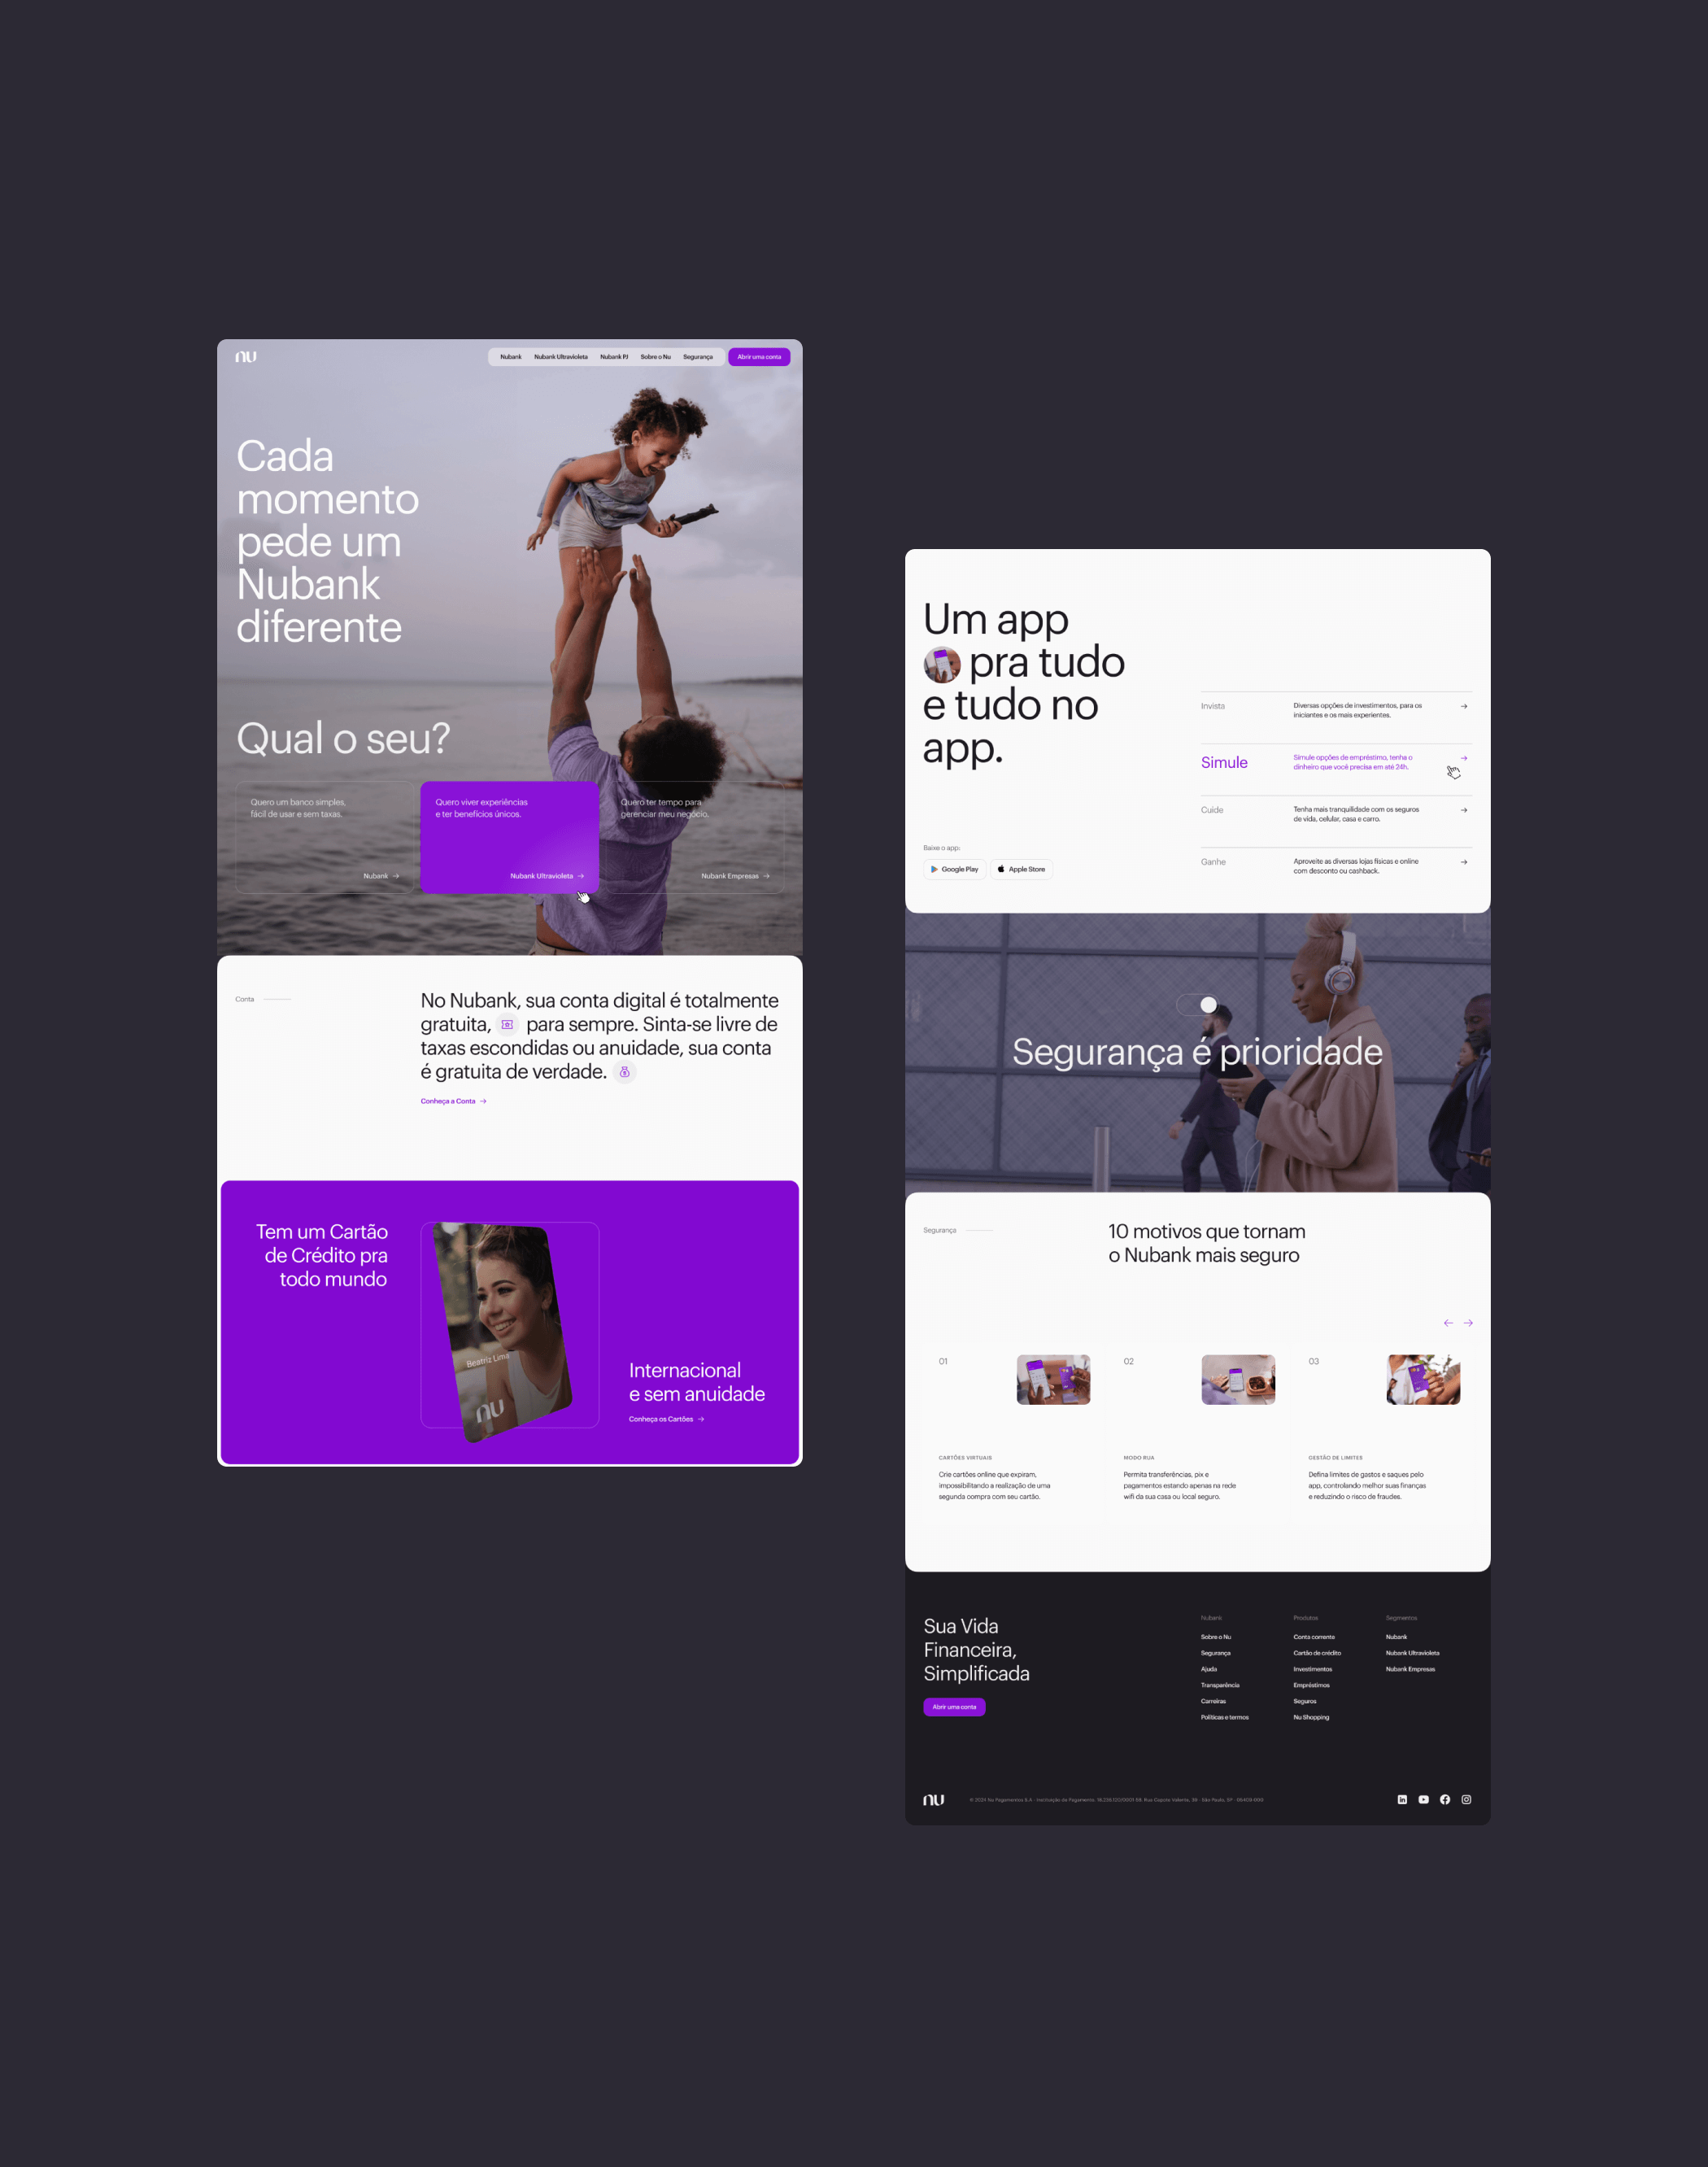 nu
Nubank
Nubank Ultravioleta
Nubank PJ
Sobre o Nu
Segurança
Abrir uma conta
Cada
momento
pede um
Nubank
diferente
Qual o seu?
Quero um banco simples,
fácil de usar e sem taxas.
Nubank →
Quero viver experiências
e ter benefícios únicos.
Nubank Ultravioleta →
Quero ter tempo para
gerenciar meu negócio.
Nubank Empresas →
Conta
No Nubank, sua conta digital é totalmente
gratuita, para sempre. Sinta-se livre de
taxas escondidas ou anuidade, sua conta
é gratuita de verdade.
Conheça a Conta →
Tem um Cartão
de Crédito pra
todo mundo
Beatriz Lima
nu
Internacional
e sem anuidade
Conheça os Cartões →
Um app
pra tudo
e tudo no
app.
Baixe o app:
Google Play
Apple Store
Invista
Diversas opções de investimentos, para os
iniciantes e os mais experientes.
→
Simule
Simule opções de empréstimo, tenha o
dinheiro que você precisa em até 24h.
→
Cuide
Tenha mais tranquilidade com os seguros
de vida, celular, casa e carro.
→
Ganhe
Aproveite as diversas lojas físicas e online
com desconto ou cashback.
→
Segurança é prioridade
Segurança
10 motivos que tornam
o Nubank mais seguro
← →
01
CARTÕES VIRTUAIS
Crie cartões online que expiram,
impossibilitando a realização de uma
segunda compra com seu cartão.
02
MODO RUA
Permita transferências, pix e
pagamentos estando apenas na rede
wifi da sua casa ou local seguro.
03
GESTÃO DE LIMITES
Defina limites de gastos e saques pelo
app, controlando melhor suas finanças
e reduzindo o risco de fraudes.
Sua Vida
Financeira,
Simplificada
Abrir uma conta
Nubank
Sobre o Nu
Segurança
Ajuda
Transparência
Carreiras
Políticas e termos
Produtos
Conta corrente
Cartão de crédito
Investimentos
Empréstimos
Seguros
Nu Shopping
Segmentos
Nubank
Nubank Ultravioleta
Nubank Empresas
nu
© 2024 Nu Pagamentos S.A. - Instituição de Pagamento. Rua Capote Valente, 39 - São Paulo, SP -